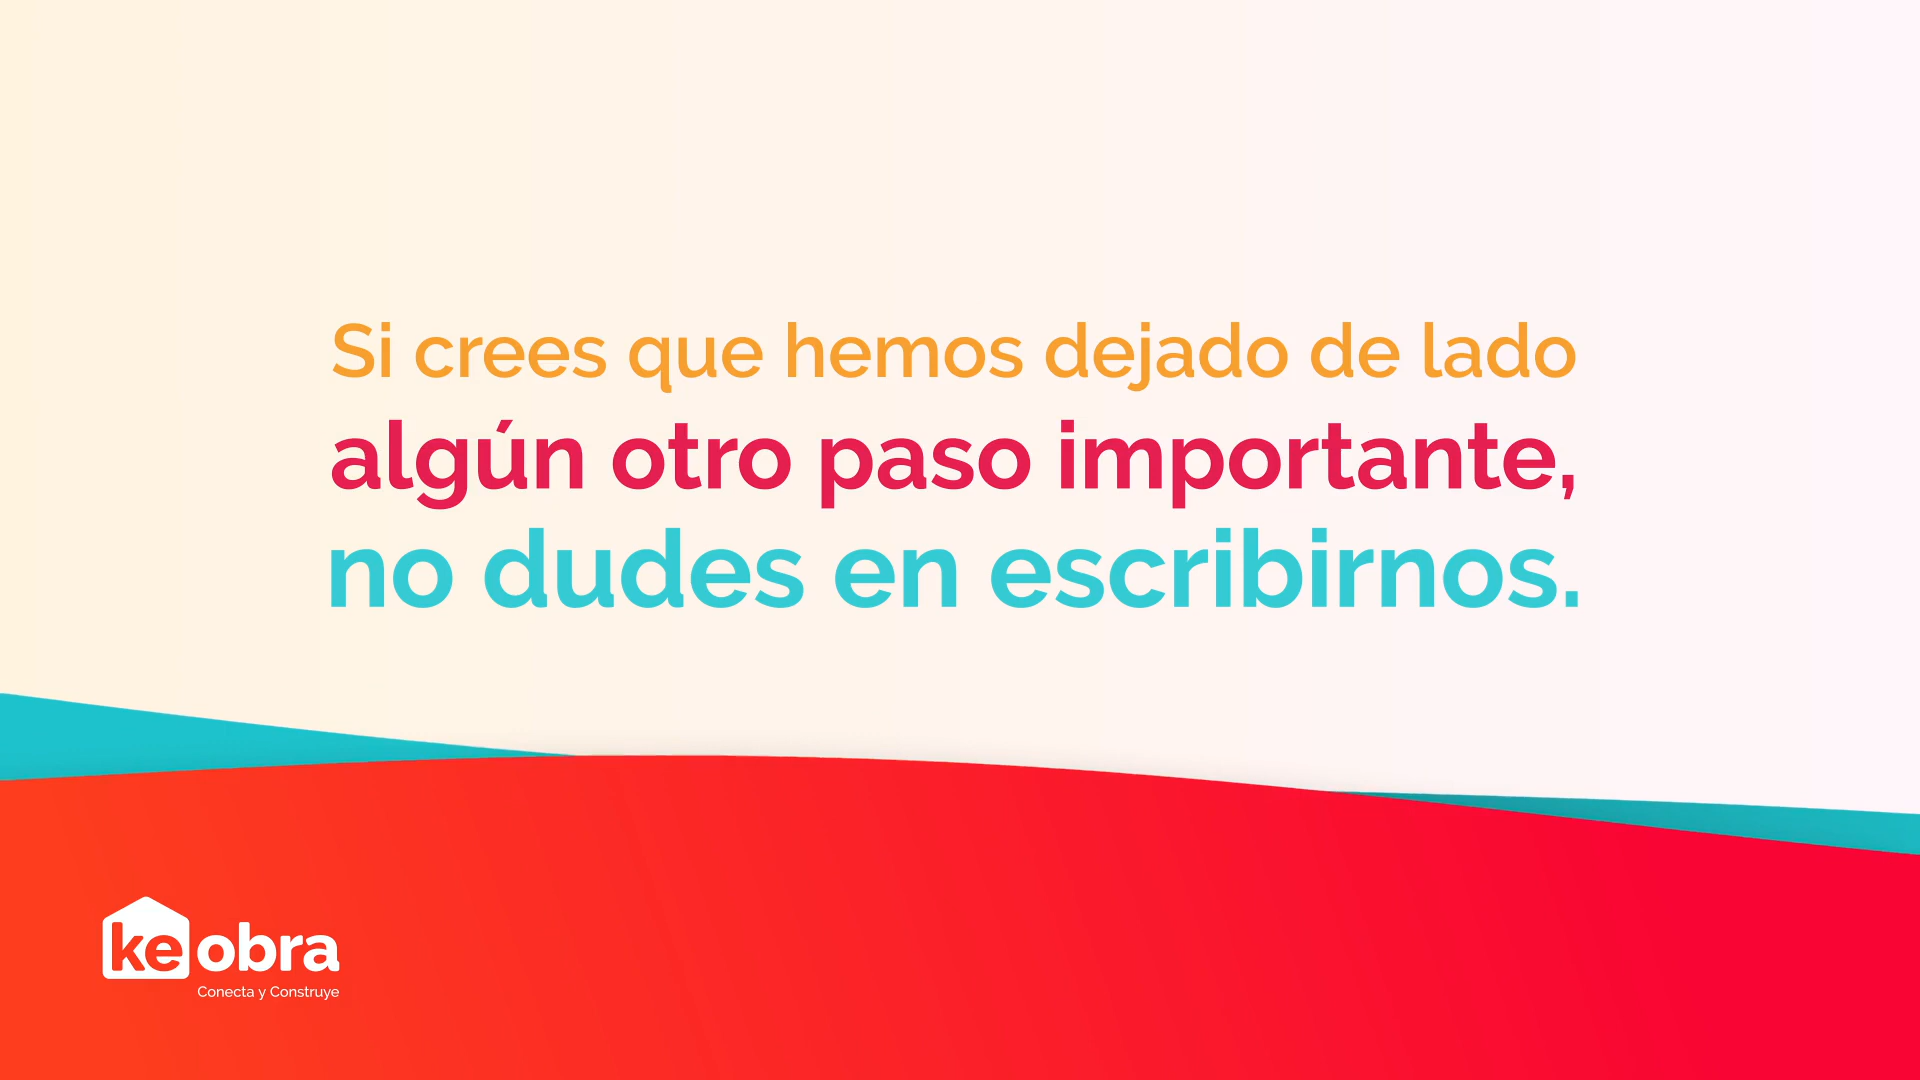 Si crees que hemos dejado de lado
algún otro paso importante,
no dudes en escribirnos.
keobra
Conecta y Construye